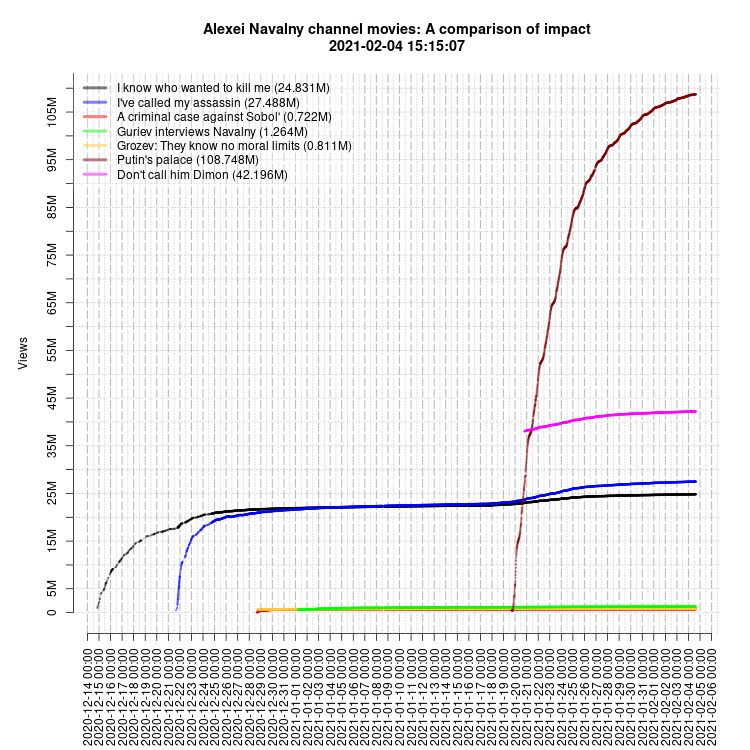 Alexei Navalny channel movies: A comparison of impact
2021-02-04 15:15:07
I know who wanted to kill me (24.831M)
I've called my assassin (27.488M)
A criminal case against Sobol' (0.722M)
Guriev interviews Navalny (1.264M)
Grozev: They know no moral limits (0.811M)
Putin's palace (108.748M)
Don't call him Dimon (42.196M)
Views
105M
95M
85M
75M
65M
55M
45M
35M
25M
15M
5M
0
2020-12-14 00:00
2020-12-15 00:00
2020-12-16 00:00
2020-12-17 00:00
2020-12-18 00:00
2020-12-19 00:00
2020-12-20 00:00
2020-12-21 00:00
2020-12-22 00:00
2020-12-23 00:00
2020-12-24 00:00
2020-12-25 00:00
2020-12-26 00:00
2020-12-27 00:00
2020-12-28 00:00
2020-12-29 00:00
2020-12-30 00:00
2020-12-31 00:00
2021-01-01 00:00
2021-01-02 00:00
2021-01-03 00:00
2021-01-04 00:00
2021-01-05 00:00
2021-01-06 00:00
2021-01-07 00:00
2021-01-08 00:00
2021-01-09 00:00
2021-01-10 00:00
2021-01-11 00:00
2021-01-12 00:00
2021-01-13 00:00
2021-01-14 00:00
2021-01-15 00:00
2021-01-16 00:00
2021-01-17 00:00
2021-01-18 00:00
2021-01-19 00:00
2021-01-20 00:00
2021-01-21 00:00
2021-01-22 00:00
2021-01-23 00:00
2021-01-24 00:00
2021-01-25 00:00
2021-01-26 00:00
2021-01-27 00:00
2021-01-28 00:00
2021-01-29 00:00
2021-01-30 00:00
2021-01-31 00:00
2021-02-01 00:00
2021-02-02 00:00
2021-02-03 00:00
2021-02-04 00:00
2021-02-05 00:00
2021-02-06 00:00